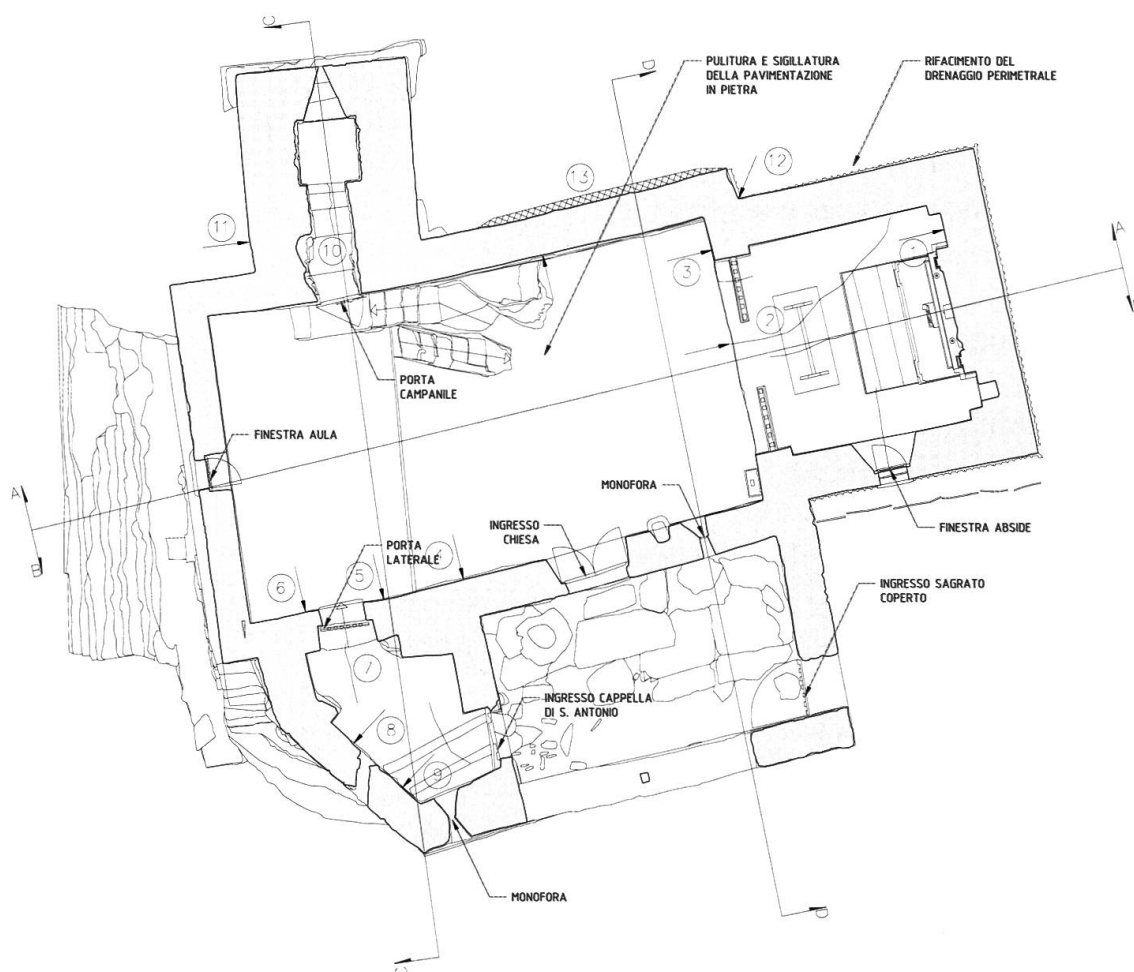 C
D
PULITURA E SIGILLATURA
DELLA PAVIMENTAZIONE
IN PIETRA
RIFACIMENTO DEL
DRENAGGIO PERIMETRALE
12
13
11
10
A
1
3
2
PORTA
CAMPANILE
FINESTRA AULA
A
B
MONOFORA
INGRESSO
CHIESA
FINESTRA ABSIDE
PORTA
LATERALE
4
5
6
INGRESSO SAGRATO
COPERTO
7
INGRESSO CAPPELLA
DI S. ANTONIO
8
9
MONOFORA
D